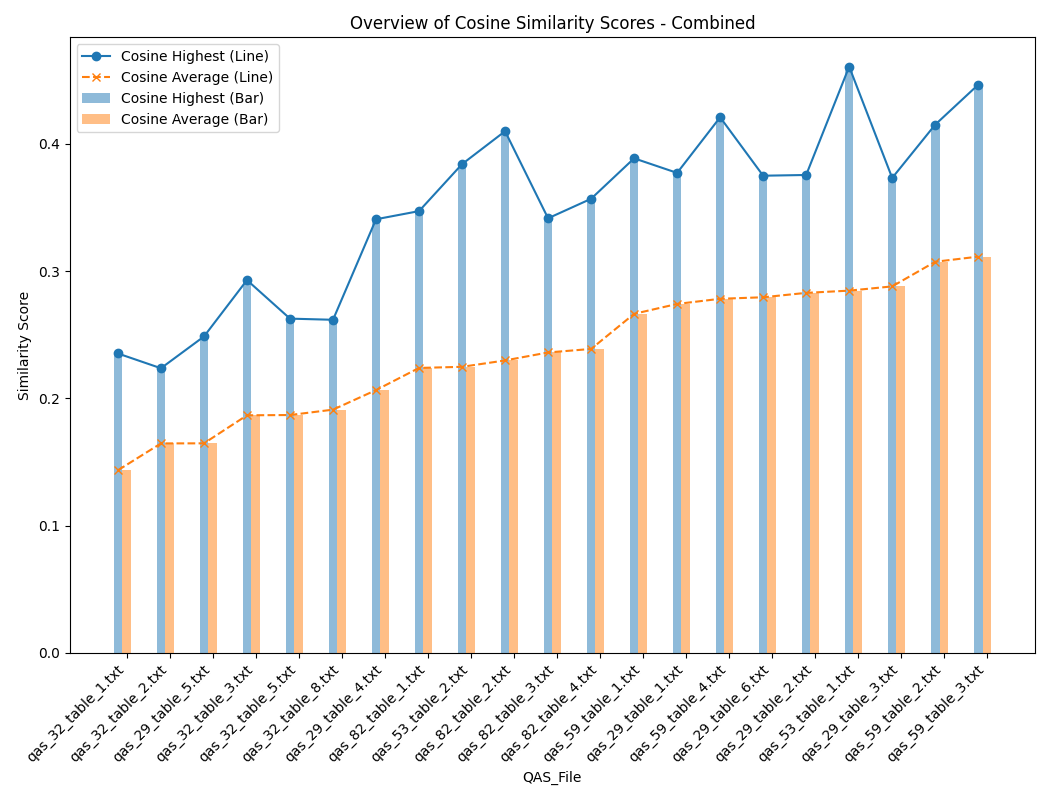 Overview of Cosine Similarity Scores - Combined
Cosine Highest (Line)
Cosine Average (Line)
Cosine Highest (Bar)
Cosine Average (Bar)
Similarity Score
0.4
0.3
0.2
0.1
0.0
qas_32_table_1.txt
qas_32_table_2.txt
qas_29_table_5.txt
qas_32_table_3.txt
qas_32_table_5.txt
qas_32_table_8.txt
qas_29_table_4.txt
qas_82_table_1.txt
qas_53_table_2.txt
qas_82_table_2.txt
qas_82_table_3.txt
qas_82_table_4.txt
qas_59_table_1.txt
qas_29_table_1.txt
qas_59_table_4.txt
qas_29_table_6.txt
qas_29_table_2.txt
qas_53_table_1.txt
qas_29_table_3.txt
qas_59_table_2.txt
qas_59_table_3.txt
QAS_File